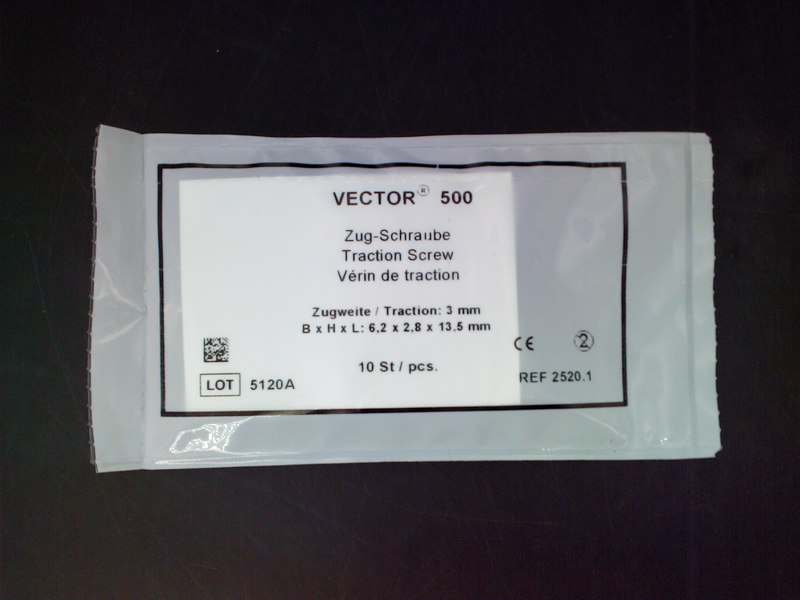 VECTOR® 500
Zug-Schraube
Traction Screw
Vérin de traction
Zugweite / Traction: 3 mm
B x H x L: 6,2 x 2,8 x 13.5 mm
CE 2
10 St / pcs.
LOT 5120A
REF 2520.1